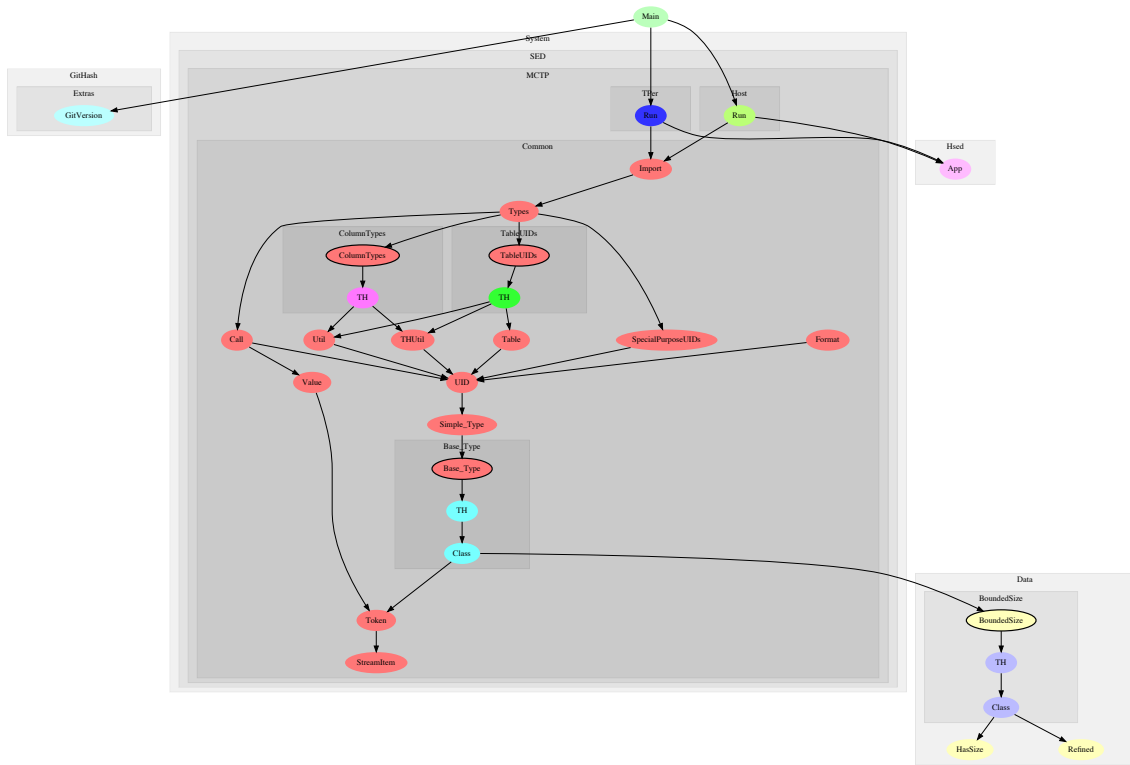 Main
System
SED
GitHash
MCTP
Extras
TPer
Host
GitVersion
Run
Run
Common
Hsed
Import
App
Types
ColumnTypes
TableUIDs
ColumnTypes
TableUIDs
TH
TH
Call
Util
THUtil
Table
SpecialPurposeUIDs
Format
Value
UID
Simple_Type
Base_Type
Base_Type
TH
Class
Data
BoundedSize
Token
BoundedSize
StreamItem
TH
Class
HasSize
Refined